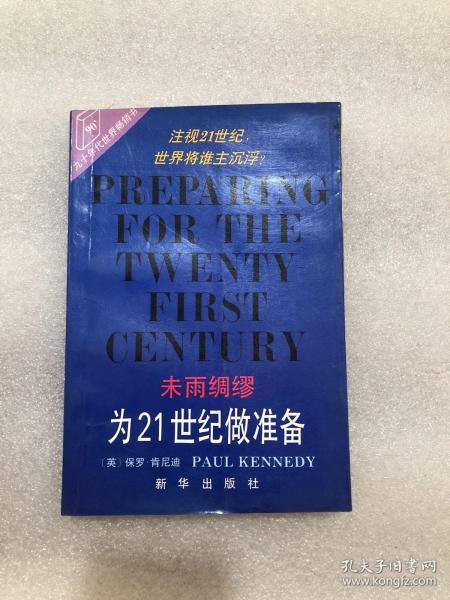 90'
九十年代世界畅销书
注视21世纪，
世界将谁主沉浮？
PREPARING
FOR THE
TWENTY
FIRST
CENTURY
未雨绸缪
为21世纪做准备
〔英〕保罗·肯尼迪 PAUL KENNEDY
新华出版社
孔夫子旧书网
www.kongfz.com